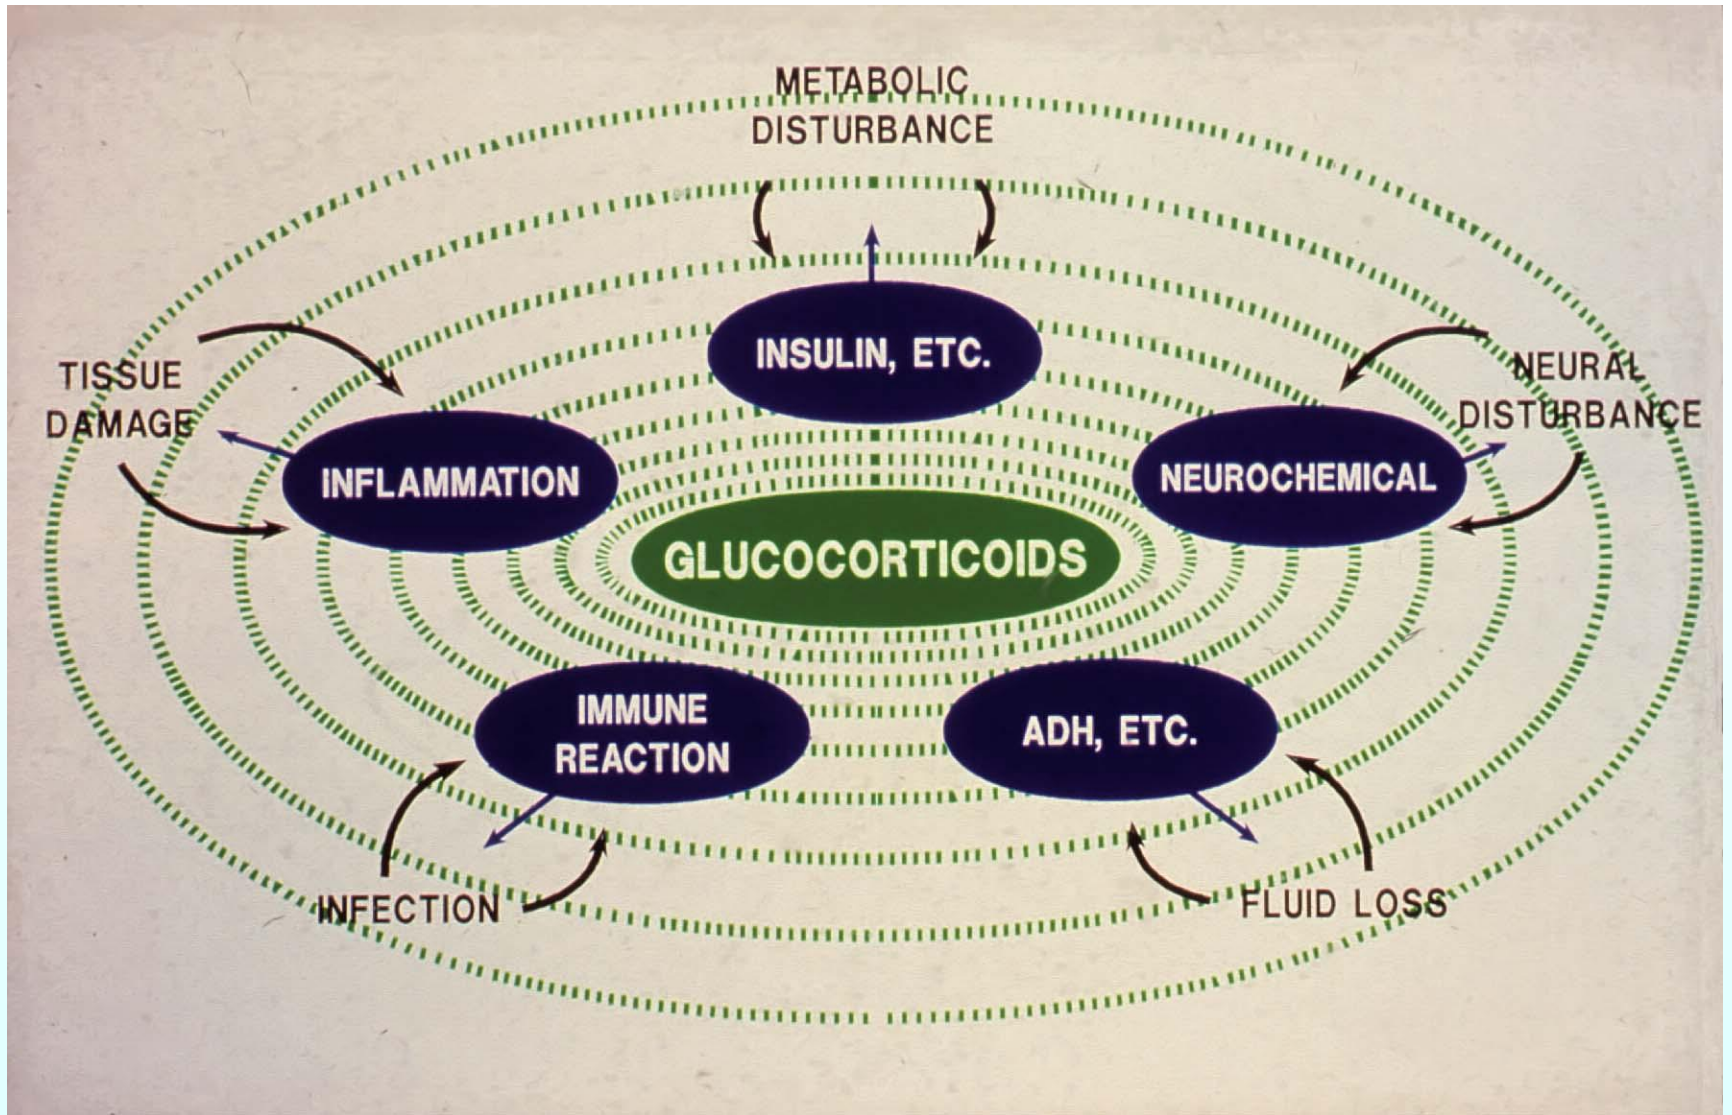 METABOLIC
DISTURBANCE
INSULIN, ETC.
TISSUE
DAMAGE
NEURAL
DISTURBANCE
INFLAMMATION
NEUROCHEMICAL
GLUCOCORTICOIDS
IMMUNE
REACTION
ADH, ETC.
INFECTION
FLUID LOSS